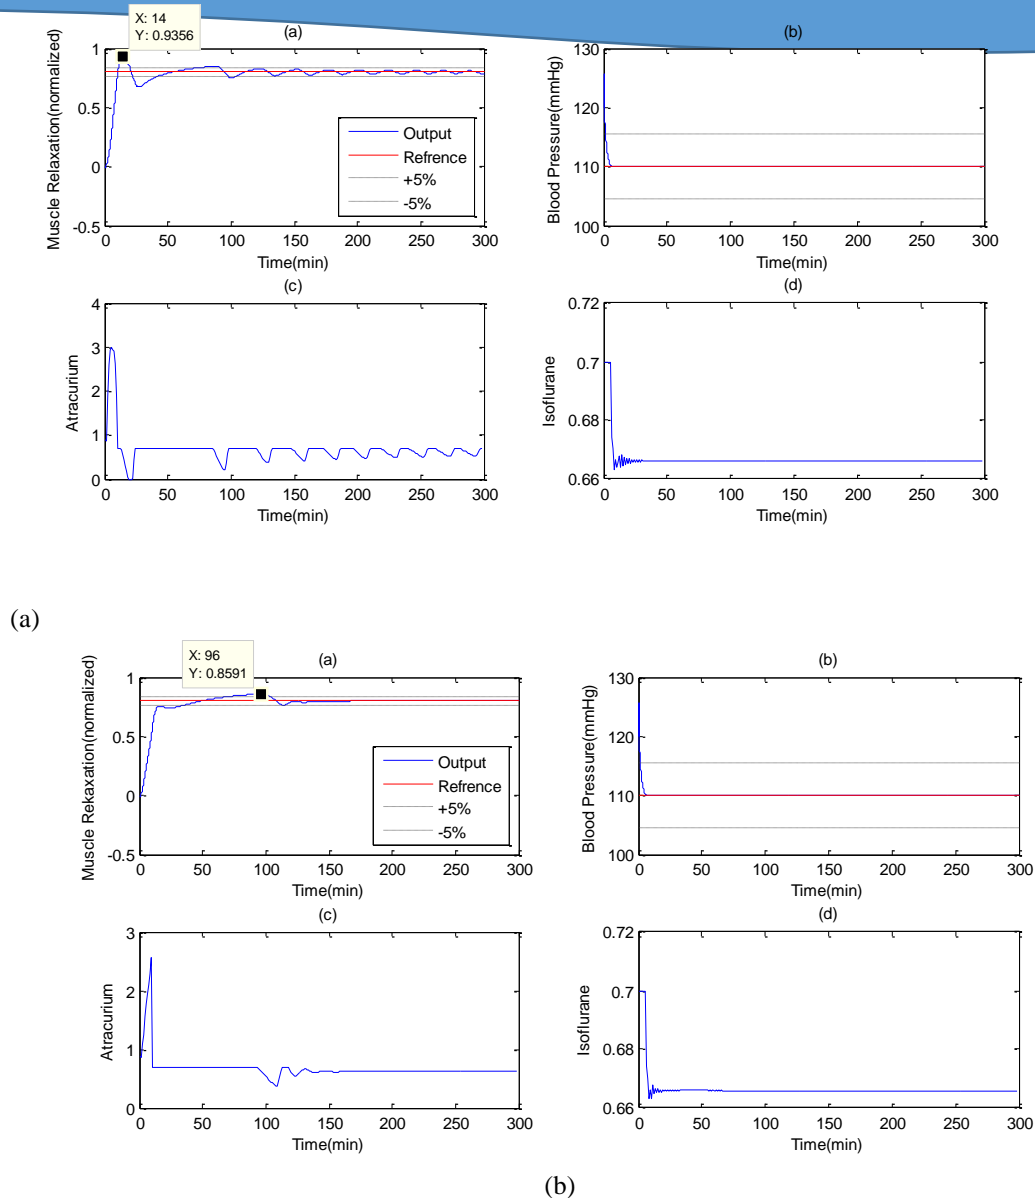 X: 14
Y: 0.9356
(a)
1
0.5
0
-0.5
Muscle Relaxation(normalized)
Output
Refrence
+5%
-5%
0 50 100 150 200 250 300
Time(min)
(b)
130
120
110
100
Blood Pressure(mmHg)
0 50 100 150 200 250 300
Time(min)
(c)
4
3
2
1
0
Atracurium
0 50 100 150 200 250 300
Time(min)
(d)
0.72
0.7
0.68
0.66
Isoflurane
0 50 100 150 200 250 300
Time(min)
(a)
X: 96
Y: 0.8591
(a)
1
0.5
0
-0.5
Muscle Rekaxation(normalized)
Output
Refrence
+5%
-5%
0 50 100 150 200 250 300
Time(min)
(b)
130
120
110
100
Blood Pressure(mmHg)
0 50 100 150 200 250 300
Time(min)
(c)
3
2
1
0
Atracurium
0 50 100 150 200 250 300
Time(min)
(d)
0.72
0.7
0.68
0.66
Isoflurane
0 50 100 150 200 250 300
Time(min)
(b)